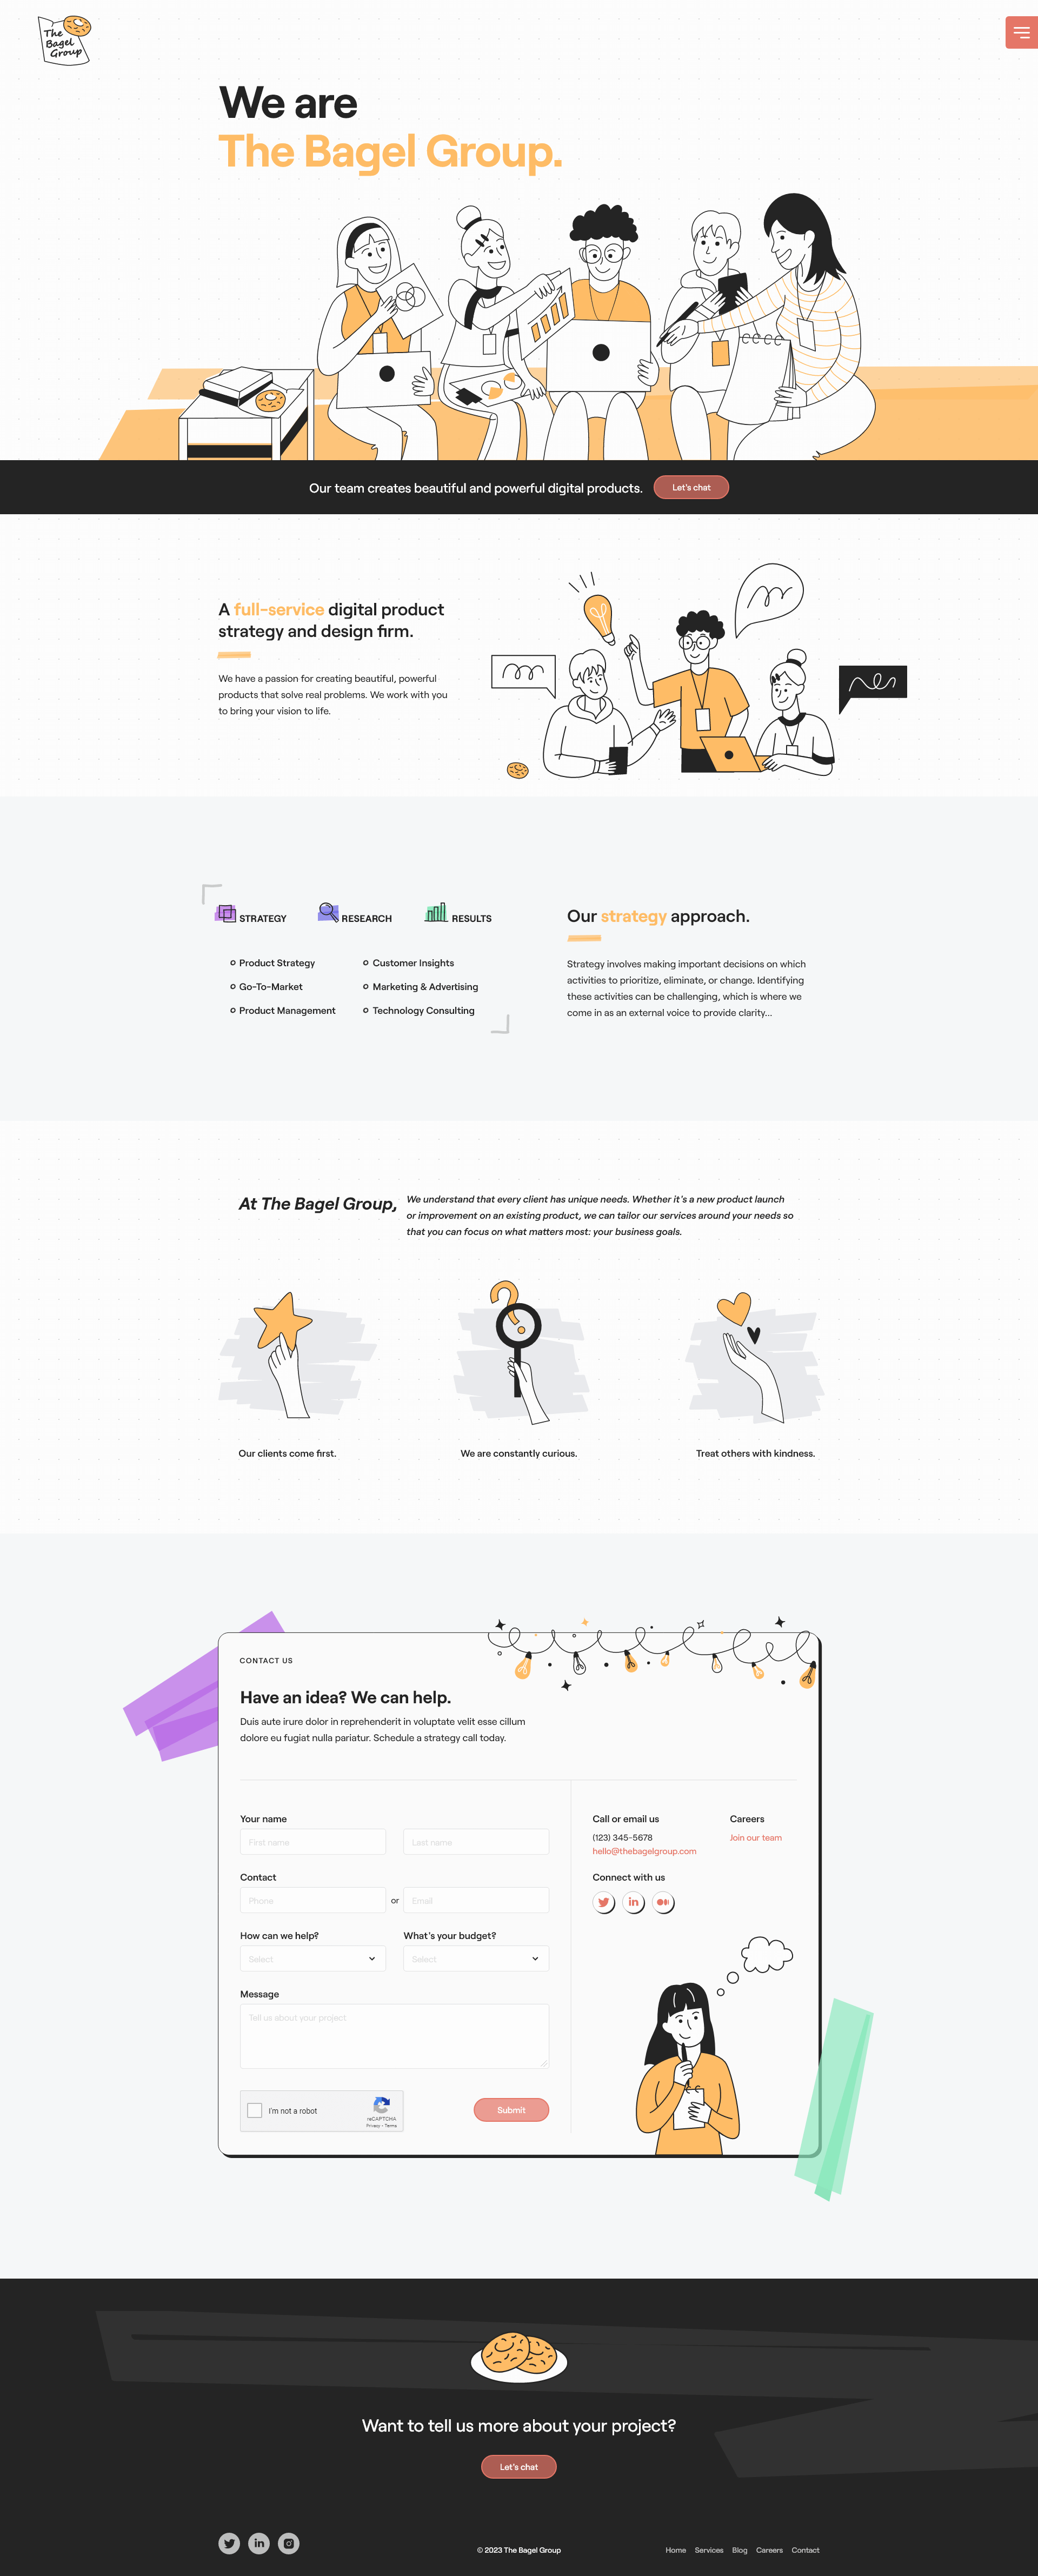 The
Bagel
Group
We are
The Bagel Group.
Our team creates beautiful and powerful digital products.
Let's chat
A full-service digital product
strategy and design firm.
We have a passion for creating beautiful, powerful
products that solve real problems. We work with you
to bring your vision to life.
STRATEGY
RESEARCH
RESULTS
Product Strategy
Go-To-Market
Product Management
Customer Insights
Marketing & Advertising
Technology Consulting
Our strategy approach.
Strategy involves making important decisions on which
activities to prioritize, eliminate, or change. Identifying
these activities can be challenging, which is where we
come in as an external voice to provide clarity...
At The Bagel Group,
We understand that every client has unique needs. Whether it's a new product launch
or improvement on an existing product, we can tailor our services around your needs so
that you can focus on what matters most: your business goals.
Our clients come first.
We are constantly curious.
Treat others with kindness.
CONTACT US
Have an idea? We can help.
Duis aute irure dolor in reprehenderit in voluptate velit esse cillum
dolore eu fugiat nulla pariatur. Schedule a strategy call today.
Your name
First name
Last name
Contact
Phone
or
Email
How can we help?
What's your budget?
Select
Select
Message
Tell us about your project
I'm not a robot
reCAPTCHA
Privacy - Terms
Submit
Call or email us
(123) 345-5678
hello@thebagelgroup.com
Careers
Join our team
Connect with us
in
Want to tell us more about your project?
Let's chat
in
© 2023 The Bagel Group
Home
Services
Blog
Careers
Contact